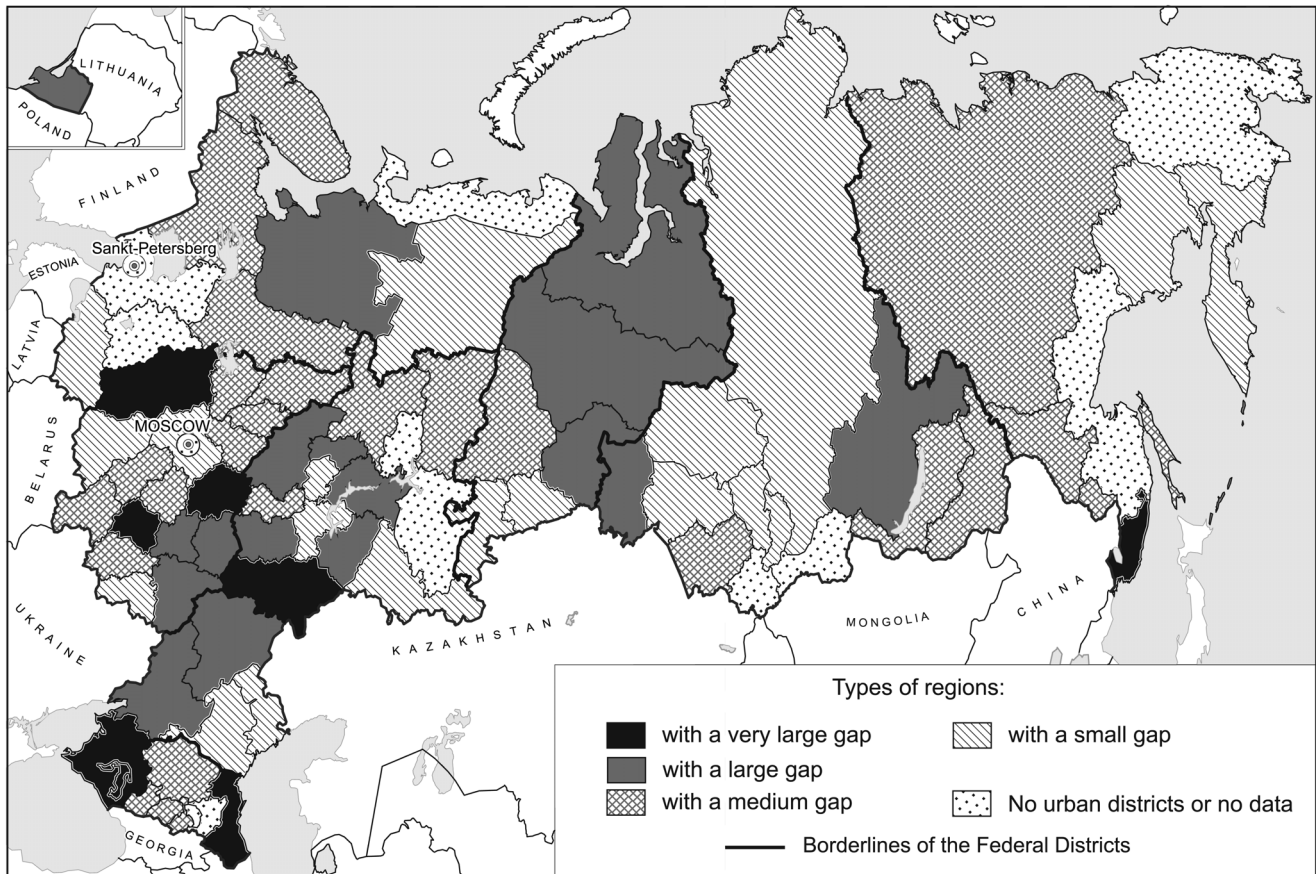 LITHUANIA
POLAND
FINLAND
Sankt-Petersberg
ESTONIA
LATVIA
BELARUS
MOSCOW
UKRAINE
KAZAKHSTAN
MONGOLIA
CHINA
GEORGIA
Types of regions:
with a very large gap
with a small gap
with a large gap
with a medium gap
No urban districts or no data
Borderlines of the Federal Districts